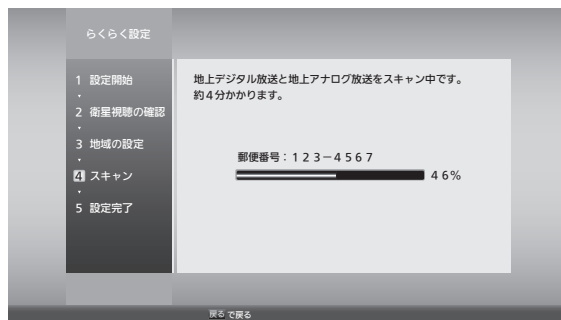 らくらく設定
1 設定開始
2 衛星視聴の確認
3 地域の設定
4 スキャン
5 設定完了
地上デジタル放送と地上アナログ放送をスキャン中です。
約4分かかります。
郵便番号：１２３－４５６７
４６%
戻る で戻る